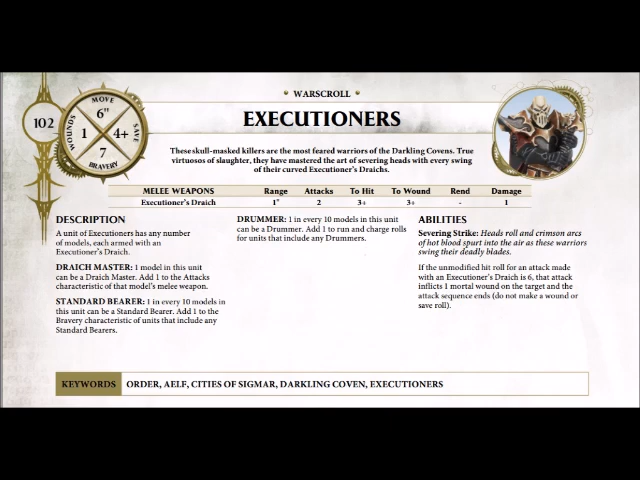 WARSCROLL
EXECUTIONERS
102
MOVE
6"
WOUNDS
1
4+
SAVE
7
BRAVERY
These skull-masked killers are the most feared warriors of the Darkling Covens. True
virtuosos of slaughter, they have mastered the art of severing heads with every swing
of their curved Executioner's Draichs.
MELEE WEAPONS Range Attacks To Hit To Wound Rend Damage
Executioner's Draich 1" 2 3+ 3+ - 1
DESCRIPTION
A unit of Executioners has any number
of models, each armed with an
Executioner's Draich.
DRAICH MASTER: 1 model in this unit
can be a Draich Master. Add 1 to the Attacks
characteristic of that model's melee weapon.
STANDARD BEARER: 1 in every 10 models in
this unit can be a Standard Bearer. Add 1 to the
Bravery characteristic of units that include any
Standard Bearers.
DRUMMER: 1 in every 10 models in this unit
can be a Drummer. Add 1 to run and charge rolls
for units that include any Drummers.
ABILITIES
Severing Strike: Heads roll and crimson arcs
of hot blood spurt into the air as these warriors
swing their deadly blades.
If the unmodified hit roll for an attack made
with an Executioner's Draich is 6, that attack
inflicts 1 mortal wound on the target and the
attack sequence ends (do not make a wound or
save roll).
KEYWORDS ORDER, AELF, CITIES OF SIGMAR, DARKLING COVEN, EXECUTIONERS